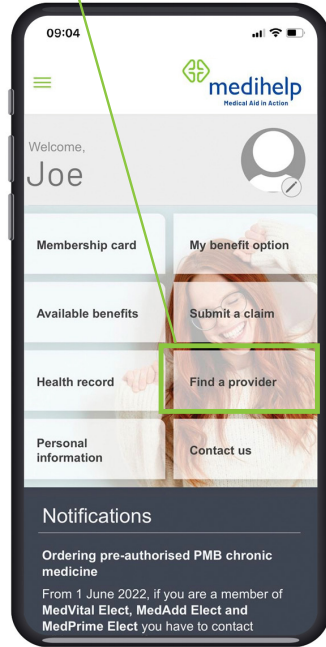 09:04
medihelp
Medical Aid in Action
Welcome,
Joe
Membership card
My benefit option
Available benefits
Submit a claim
Health record
Find a provider
Personal
information
Contact us
Notifications
Ordering pre-authorised PMB chronic
medicine
From 1 June 2022, if you are a member of
MedVital Elect, MedAdd Elect and
MedPrime Elect you have to contact